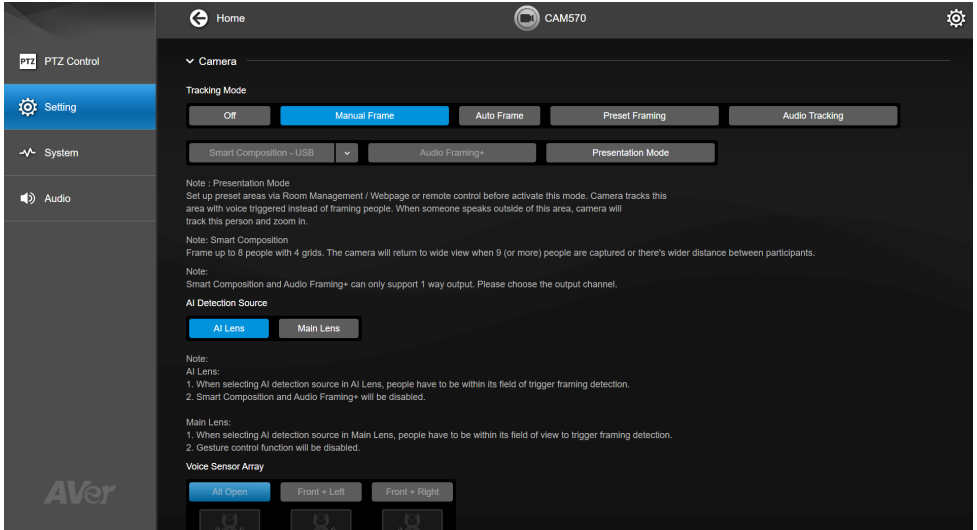 Home
CAM570
PTZ PTZ Control
Setting
System
Audio
Camera
Tracking Mode
Off Manual Frame Auto Frame Preset Framing Audio Tracking
Smart Composition - USB Audio Framing+ Presentation Mode
Note : Presentation Mode
Set up preset areas via Room Management / Webpage or remote control before activate this mode. Camera tracks this
area with voice triggered instead of framing people. When someone speaks outside of this area, camera will
track this person and zoom in.
Note: Smart Composition
Frame up to 8 people with 4 grids. The camera will return to wide view when 9 (or more) people are captured or there's wider distance between participants.
Note:
Smart Composition and Audio Framing+ can only support 1 way output. Please choose the output channel.
AI Detection Source
AI Lens Main Lens
Note:
AI Lens:
1. When selecting AI detection source in AI Lens, people have to be within its field of trigger framing detection.
2. Smart Composition and Audio Framing+ will be disabled.
Main Lens:
1. When selecting AI detection source in Main Lens, people have to be within its field of view to trigger framing detection.
2. Gesture control function will be disabled.
Voice Sensor Array
All Open Front + Left Front + Right
AVer